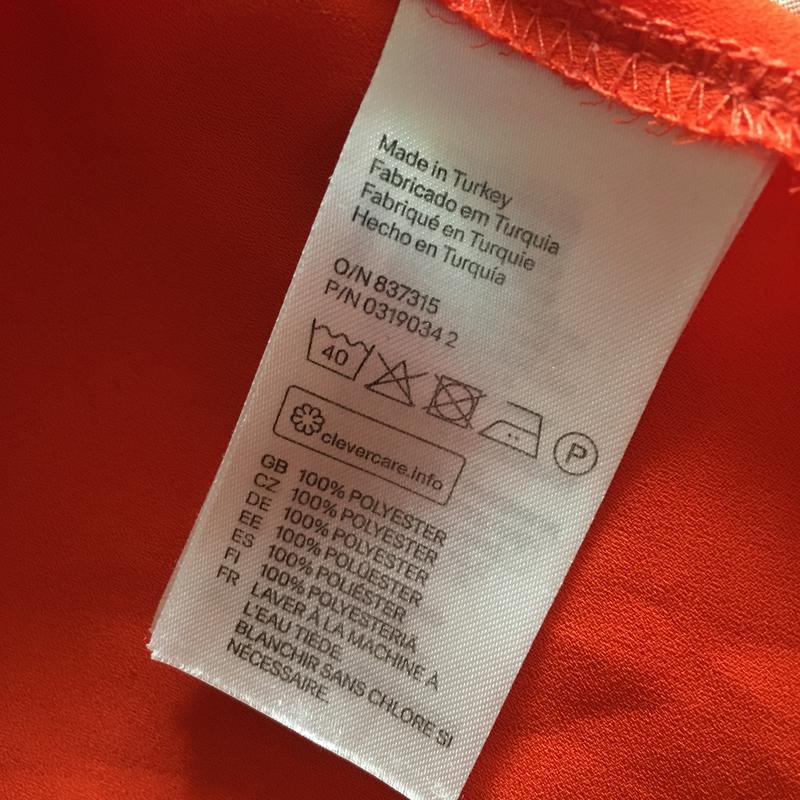 Made in Turkey
Fabricado em Turquia
Fabriqué en Turquie
Hecho en Turquía
O/N 837315
P/N 0319034 2
40
P
clevercare.info
GB 100% POLYESTER
CZ 100% POLYESTER
DE 100% POLYESTER
EE 100% POLÜESTER
ES 100% POLIÉSTER
FI 100% POLYESTERIÄ
FR LAVER À LA MACHINE À
L'EAU TIÈDE.
BLANCHIR SANS CHLORE SI
NÉCESSAIRE.